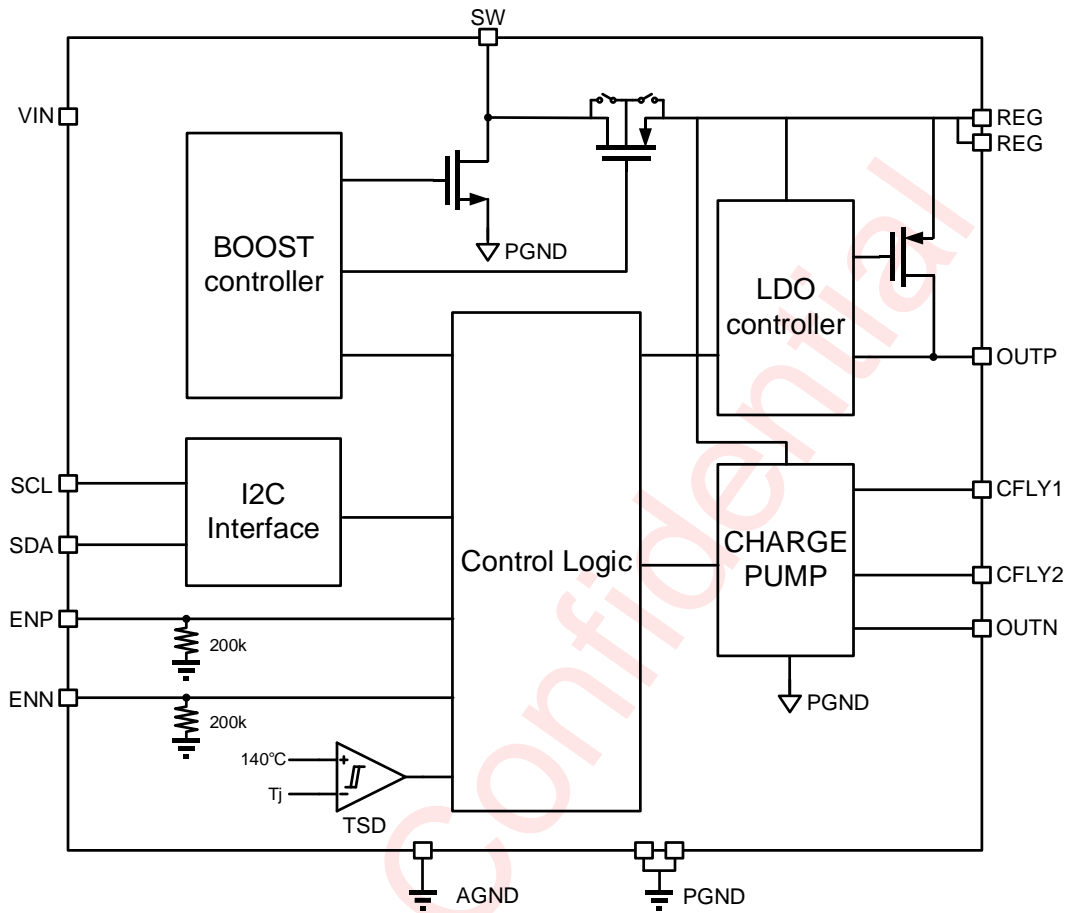 SW
VIN
REG
REG
BOOST
controller
PGND
LDO
controller
OUTP
SCL
SDA
I2C
Interface
Control Logic
CHARGE
PUMP
CFLY1
CFLY2
OUTN
ENP
200k
ENN
200k
PGND
140°C
+
Tj
-
TSD
AGND
PGND
Confidential